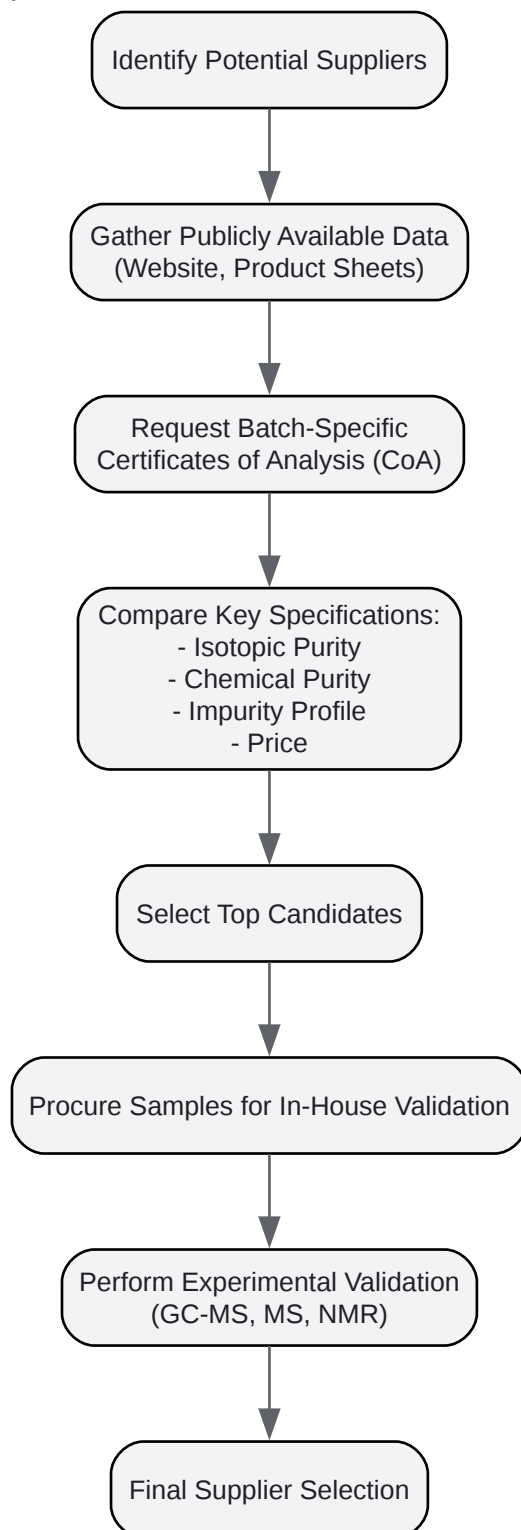 Identify Potential Suppliers
Gather Publicly Available Data
(Website, Product Sheets)
Request Batch-Specific
Certificates of Analysis (CoA)
Compare Key Specifications:
- Isotopic Purity
- Chemical Purity
- Impurity Profile
- Price
Select Top Candidates
Procure Samples for In-House Validation
Perform Experimental Validation
(GC-MS, MS, NMR)
Final Supplier Selection